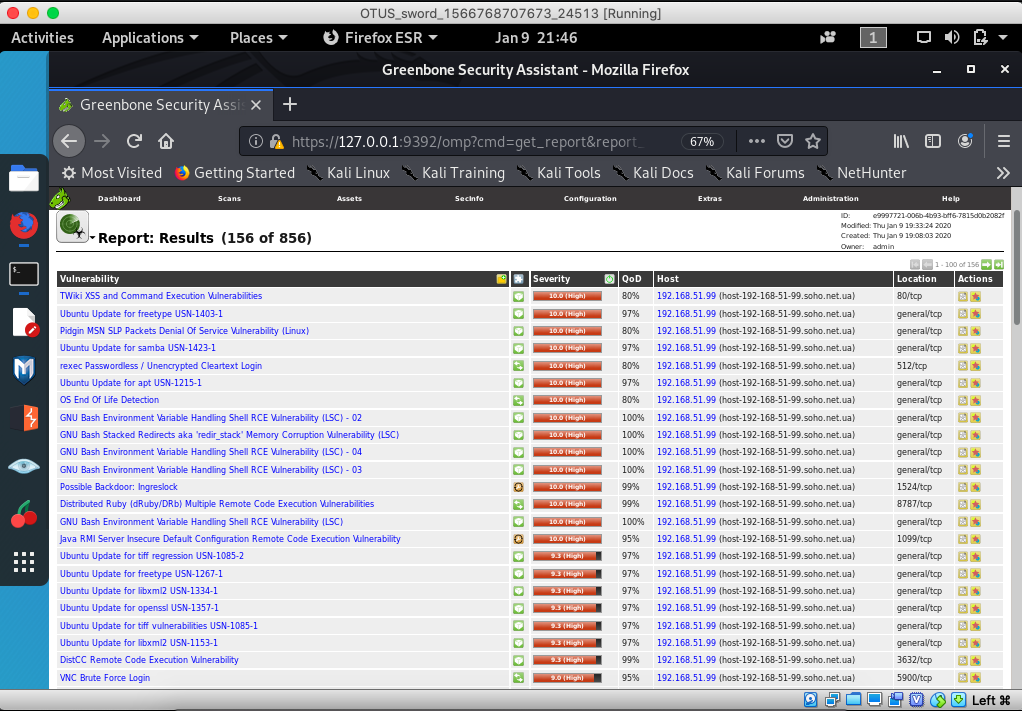 OTUS_sword_1566768707673_24513 [Running]
Activities Applications Places Firefox ESR Jan 9 21:46 1
Greenbone Security Assistant - Mozilla Firefox
Greenbone Security Assis
https://127.0.0.1:9392/omp?cmd=get_report&report_ 67%
Most Visited Getting Started Kali Linux Kali Training Kali Tools Kali Docs Kali Forums NetHunter
Dashboard Scans Assets SecInfo Configuration Extras Administration Help
ID: e9997721-006b-4b93-bff6-7815d0b2082f
Modified: Thu Jan 9 19:33:24 2020
Created: Thu Jan 9 19:08:03 2020
Owner: admin
Report: Results (156 of 856)
1 - 100 of 156
Vulnerability Severity QoD Host Location Actions
TWiki XSS and Command Execution Vulnerabilities 10.0 (High) 80% 192.168.51.99 (host-192-168-51-99.soho.net.ua) 80/tcp
Ubuntu Update for freetype USN-1403-1 10.0 (High) 97% 192.168.51.99 (host-192-168-51-99.soho.net.ua) general/tcp
Pidgin MSN SLP Packets Denial Of Service Vulnerability (Linux) 10.0 (High) 80% 192.168.51.99 (host-192-168-51-99.soho.net.ua) general/tcp
Ubuntu Update for samba USN-1423-1 10.0 (High) 97% 192.168.51.99 (host-192-168-51-99.soho.net.ua) general/tcp
rexec Passwordless / Unencrypted Cleartext Login 10.0 (High) 80% 192.168.51.99 (host-192-168-51-99.soho.net.ua) 512/tcp
Ubuntu Update for apt USN-1215-1 10.0 (High) 97% 192.168.51.99 (host-192-168-51-99.soho.net.ua) general/tcp
OS End Of Life Detection 10.0 (High) 80% 192.168.51.99 (host-192-168-51-99.soho.net.ua) general/tcp
GNU Bash Environment Variable Handling Shell RCE Vulnerability (LSC) - 02 10.0 (High) 100% 192.168.51.99 (host-192-168-51-99.soho.net.ua) general/tcp
GNU Bash Stacked Redirects aka 'redir_stack' Memory Corruption Vulnerability (LSC) 10.0 (High) 100% 192.168.51.99 (host-192-168-51-99.soho.net.ua) general/tcp
GNU Bash Environment Variable Handling Shell RCE Vulnerability (LSC) - 04 10.0 (High) 100% 192.168.51.99 (host-192-168-51-99.soho.net.ua) general/tcp
GNU Bash Environment Variable Handling Shell RCE Vulnerability (LSC) - 03 10.0 (High) 100% 192.168.51.99 (host-192-168-51-99.soho.net.ua) general/tcp
Possible Backdoor: Ingreslock 10.0 (High) 99% 192.168.51.99 (host-192-168-51-99.soho.net.ua) 1524/tcp
Distributed Ruby (dRuby/DRb) Multiple Remote Code Execution Vulnerabilities 10.0 (High) 99% 192.168.51.99 (host-192-168-51-99.soho.net.ua) 8787/tcp
GNU Bash Environment Variable Handling Shell RCE Vulnerability (LSC) 10.0 (High) 100% 192.168.51.99 (host-192-168-51-99.soho.net.ua) general/tcp
Java RMI Server Insecure Default Configuration Remote Code Execution Vulnerability 10.0 (High) 95% 192.168.51.99 (host-192-168-51-99.soho.net.ua) 1099/tcp
Ubuntu Update for tiff regression USN-1085-2 9.3 (High) 97% 192.168.51.99 (host-192-168-51-99.soho.net.ua) general/tcp
Ubuntu Update for freetype USN-1267-1 9.3 (High) 97% 192.168.51.99 (host-192-168-51-99.soho.net.ua) general/tcp
Ubuntu Update for libxml2 USN-1334-1 9.3 (High) 97% 192.168.51.99 (host-192-168-51-99.soho.net.ua) general/tcp
Ubuntu Update for openssl USN-1357-1 9.3 (High) 97% 192.168.51.99 (host-192-168-51-99.soho.net.ua) general/tcp
Ubuntu Update for tiff vulnerabilities USN-1085-1 9.3 (High) 97% 192.168.51.99 (host-192-168-51-99.soho.net.ua) general/tcp
Ubuntu Update for libxml2 USN-1153-1 9.3 (High) 97% 192.168.51.99 (host-192-168-51-99.soho.net.ua) general/tcp
DistCC Remote Code Execution Vulnerability 9.3 (High) 99% 192.168.51.99 (host-192-168-51-99.soho.net.ua) 3632/tcp
VNC Brute Force Login 9.0 (High) 95% 192.168.51.99 (host-192-168-51-99.soho.net.ua) 5900/tcp
Left ⌘